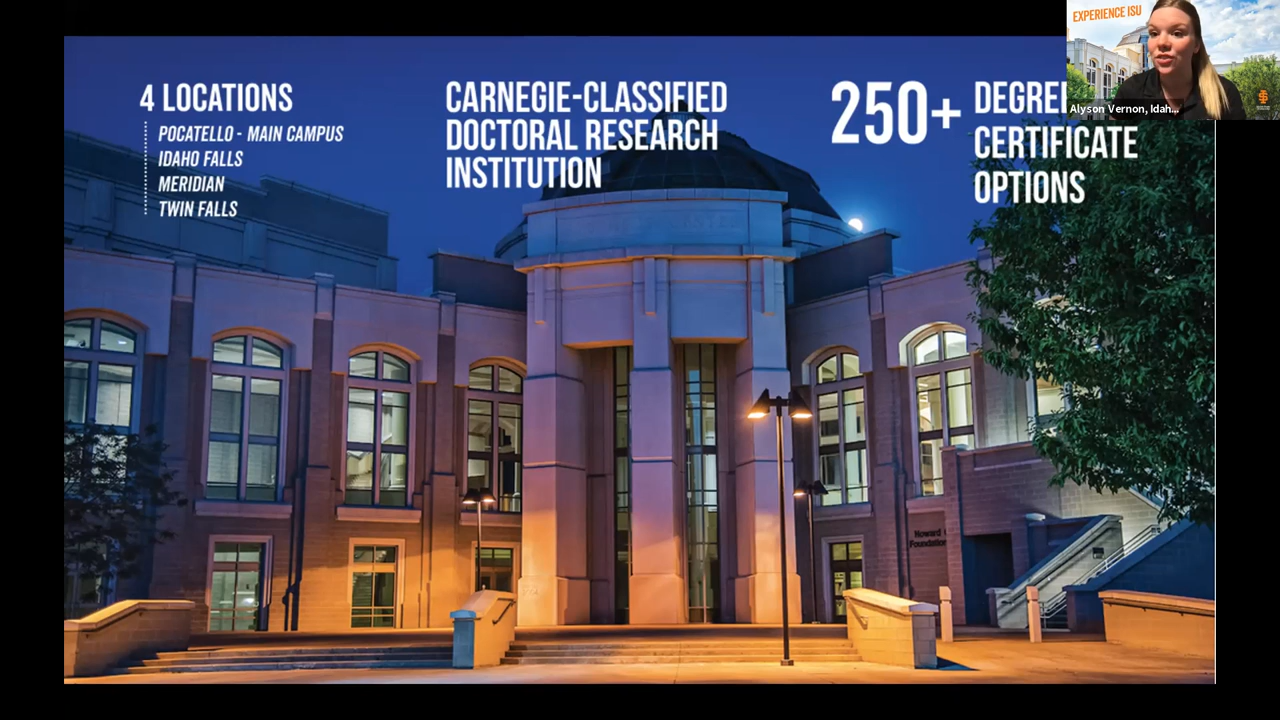 4 LOCATIONS
POCATELLO - MAIN CAMPUS
IDAHO FALLS
MERIDIAN
TWIN FALLS
CARNEGIE-CLASSIFIED
DOCTORAL RESEARCH
INSTITUTION
250+
CERTIFICATE
OPTIONS
EXPERIENCE ISU
Alyson Vernon, Idah...
Howard
Foundation